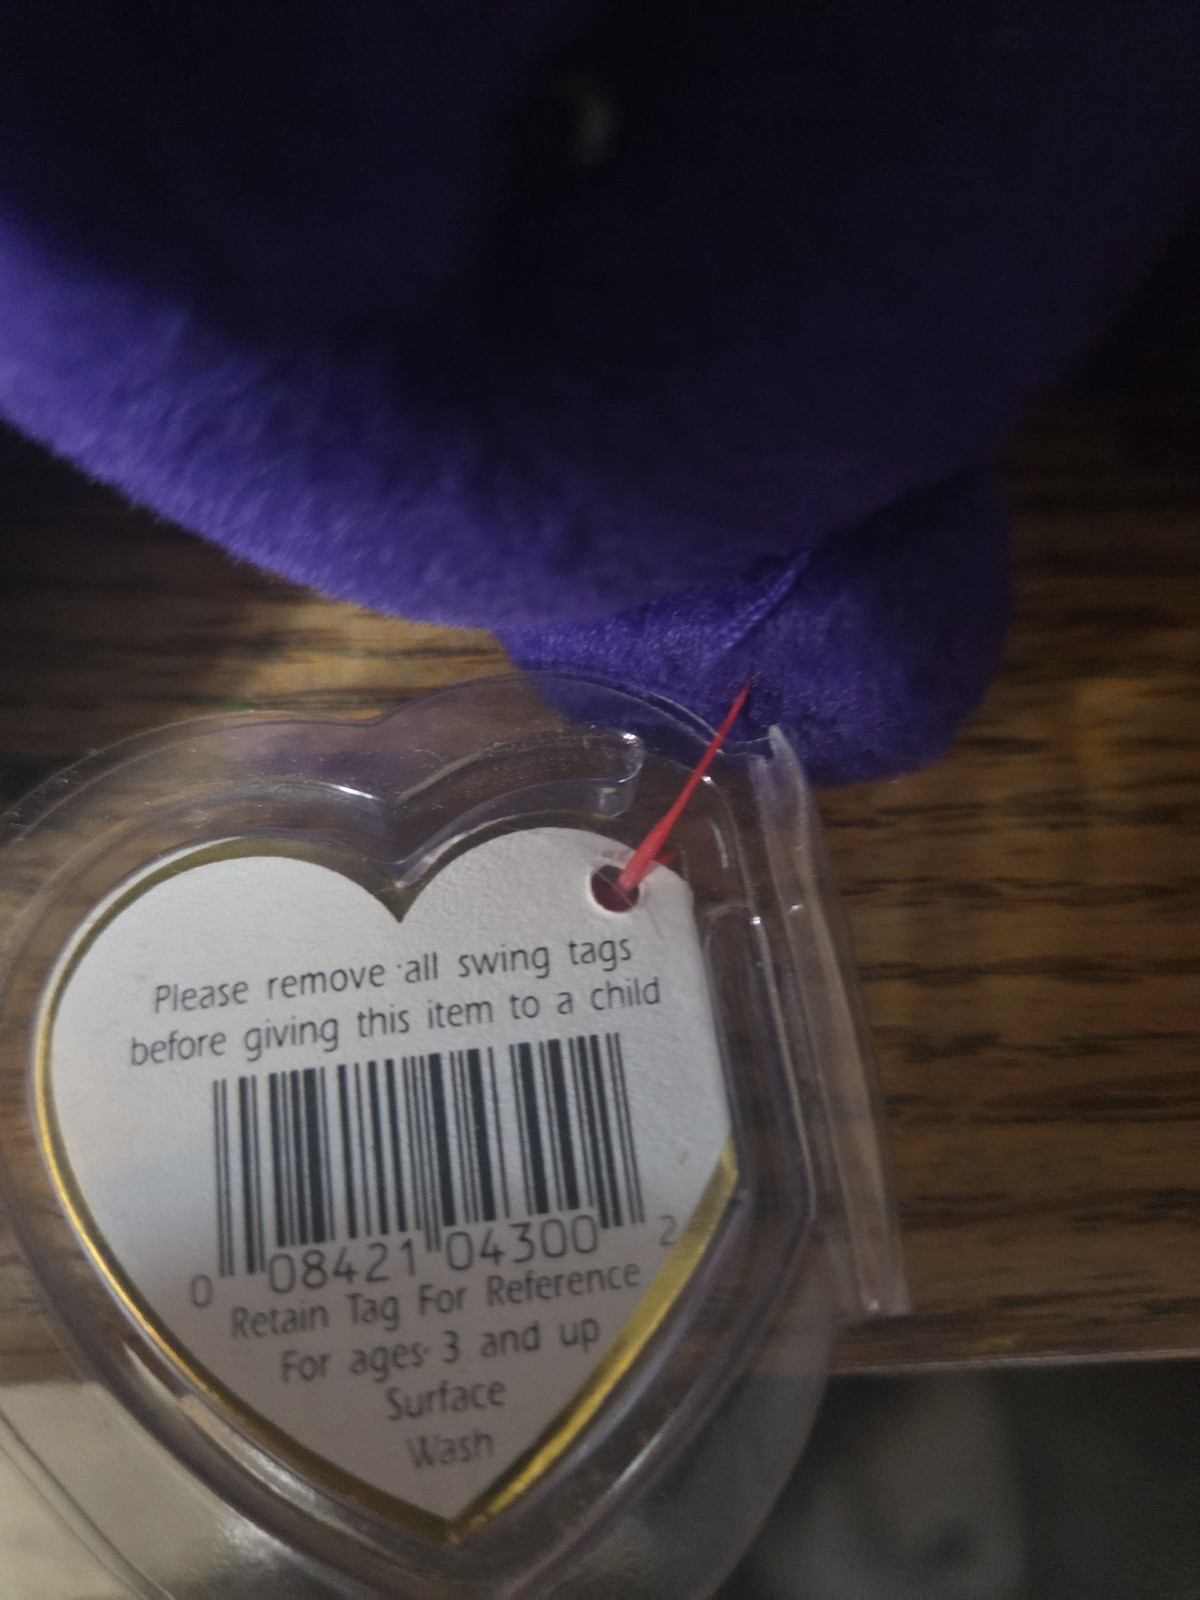 Please remove all swing tags
before giving this item to a child
0 08421 04300 2
Retain Tag For Reference
For ages 3 and up
Surface
Wash